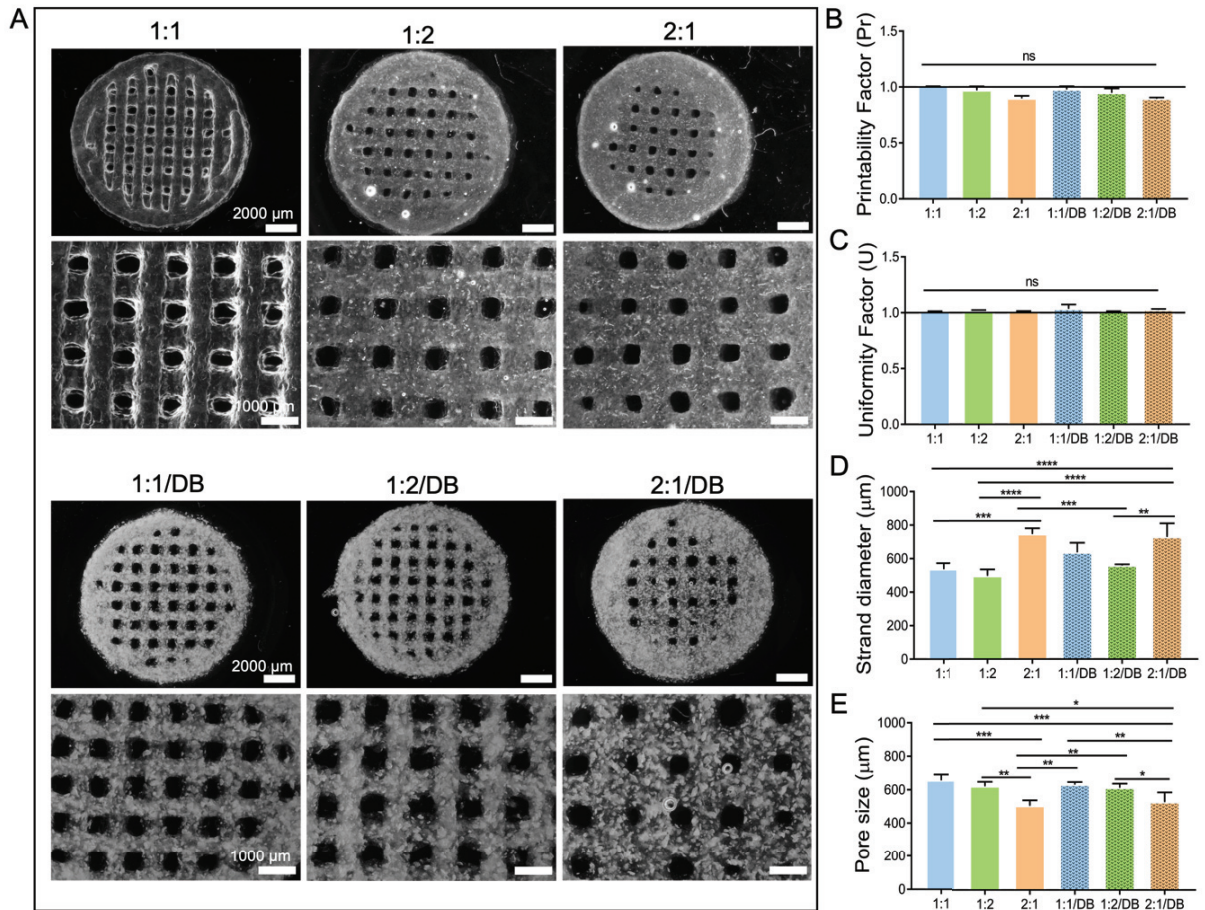 A
1:1
1:2
2:1
2000 µm
1000 µm
1:1/DB
1:2/DB
2:1/DB
2000 µm
1000 µm
B
Printability Factor (Pr)
1.5
1.0
0.5
0.0
ns
1:1 1:2 2:1 1:1/DB 1:2/DB 2:1/DB
C
Uniformity Factor (U)
1.5
1.0
0.5
0.0
ns
1:1 1:2 2:1 1:1/DB 1:2/DB 2:1/DB
D
Strand diameter (µm)
1000
800
600
400
200
0
****
****
**** ***
*** **
1:1 1:2 2:1 1:1/DB 1:2/DB 2:1/DB
E
Pore size (µm)
1000
800
600
400
200
0
*
***
*** **
**
** ** *
1:1 1:2 2:1 1:1/DB 1:2/DB 2:1/DB